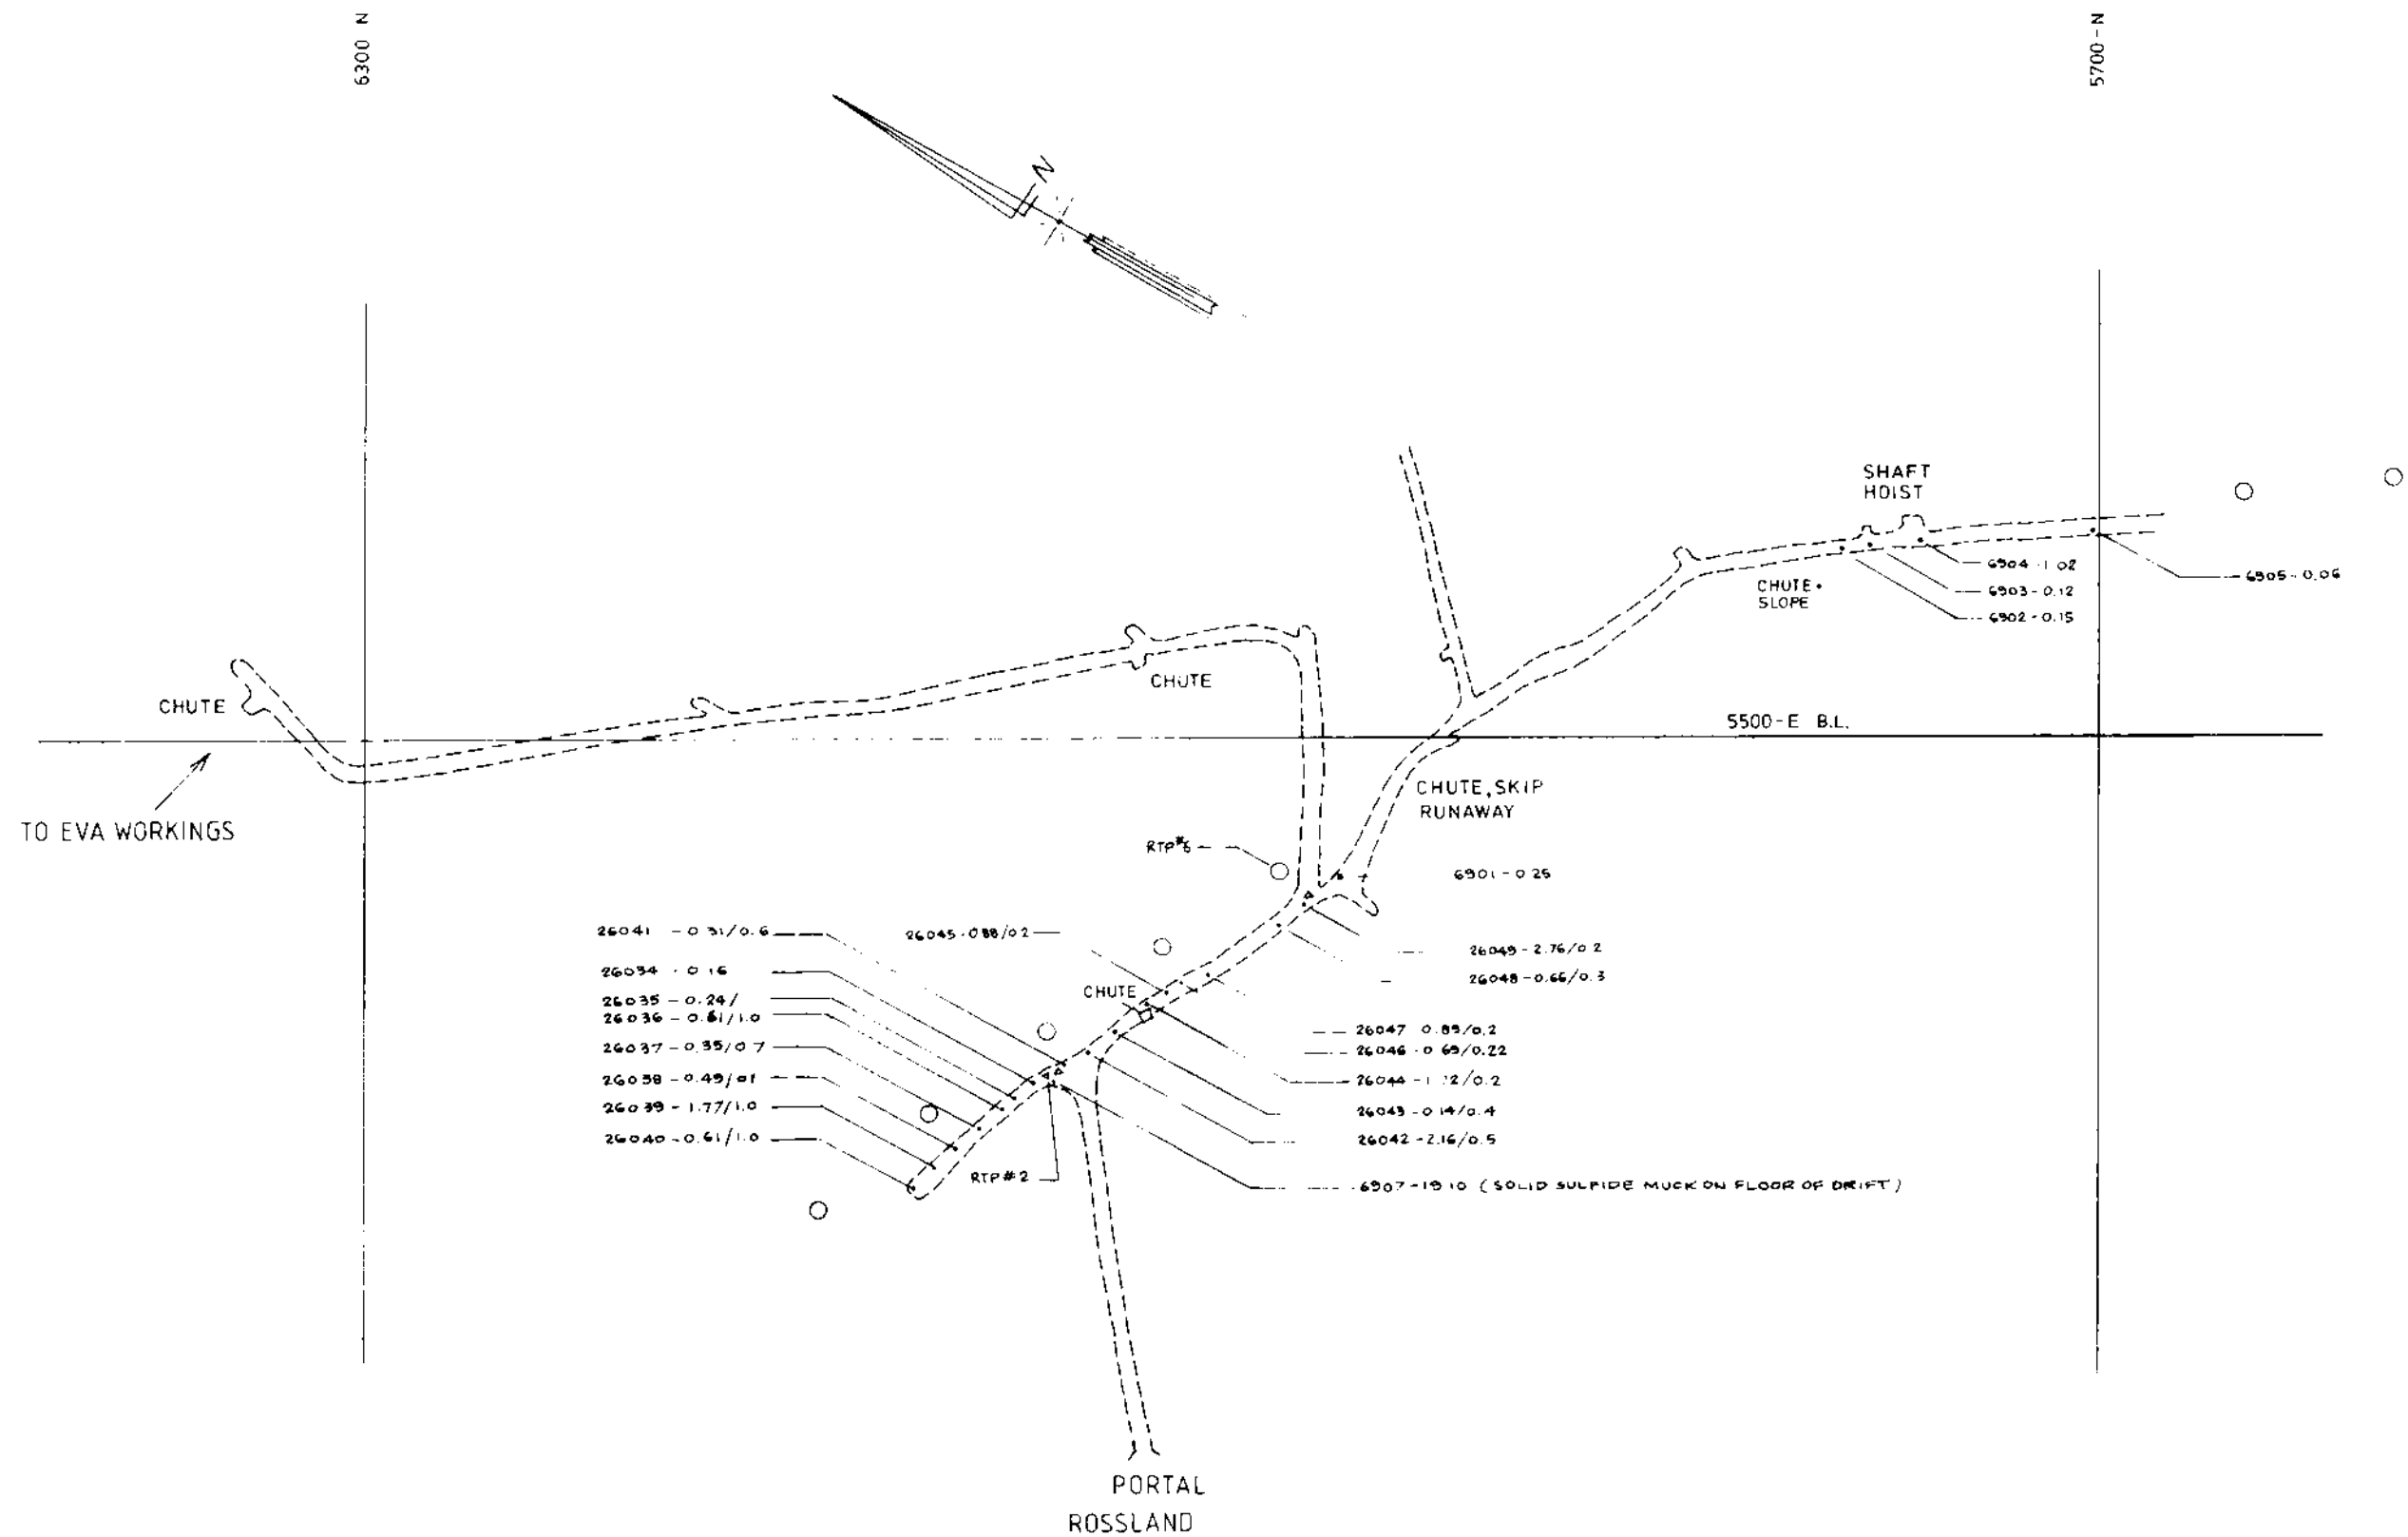 6300 N
5700-N
N
SHAFT
HOIST
6904-1.02
6903-0.12
6902-0.15
6905-0.06
CHUTE
SLOPE
CHUTE
CHUTE
5500-E B.L.
TO EVA WORKINGS
CHUTE, SKIP
RUNAWAY
RTP#6
6901-0.25
26041 - 0.31/0.6
26045-0.88/0.2
26049-2.76/0.2
26034 - 0.16
26048-0.66/0.3
CHUTE
26035 - 0.24/
26036 - 0.61/1.0
26047 0.89/0.2
26037-0.35/0.7
26046-0.69/0.22
26038-0.49/01
26044-1.12/0.2
26039-1.77/1.0
26043-0.14/0.4
26040-0.61/1.0
26042-2.16/0.5
RTP#2
6907-19.10 (SOLID SULFIDE MUCK ON FLOOR OF DRIFT)
PORTAL
ROSSLAND